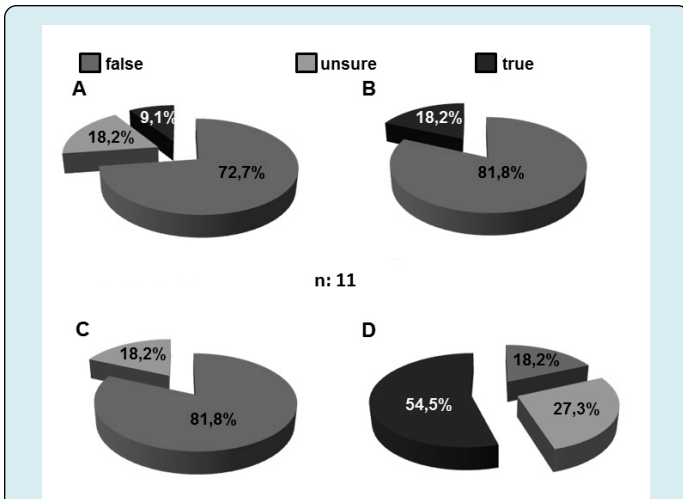 false unsure true
A B
9,1%
18,2% 18,2%
72,7% 81,8%
n: 11
C D
18,2% 18,2%
54,5% 27,3%
81,8%